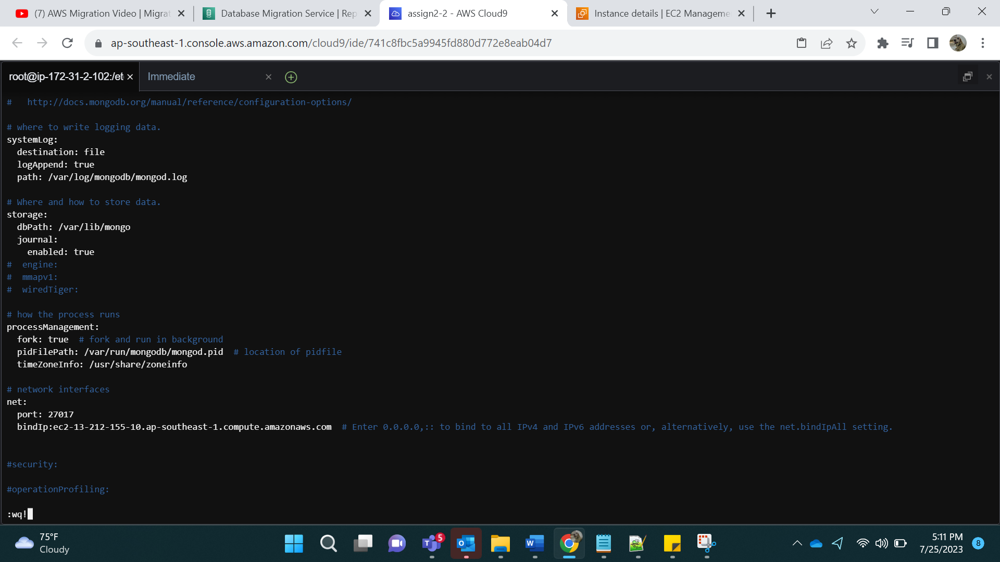 (7) AWS Migration Video | Migrat
Database Migration Service | Rep
assign2-2 - AWS Cloud9
Instance details | EC2 Manageme
ap-southeast-1.console.aws.amazon.com/cloud9/ide/741c8fbc5a9945fd880d772e8eab04d7
root@ip-172-31-2-102:/et
Immediate
#   http://docs.mongodb.org/manual/reference/configuration-options/
# where to write logging data.
systemLog:
  destination: file
  logAppend: true
  path: /var/log/mongodb/mongod.log
# Where and how to store data.
storage:
  dbPath: /var/lib/mongo
  journal:
    enabled: true
#  engine:
#  mmapv1:
#  wiredTiger:
# how the process runs
processManagement:
  fork: true  # fork and run in background
  pidFilePath: /var/run/mongodb/mongod.pid  # location of pidfile
  timeZoneInfo: /usr/share/zoneinfo
# network interfaces
net:
  port: 27017
  bindIp:ec2-13-212-155-10.ap-southeast-1.compute.amazonaws.com  # Enter 0.0.0.0,:: to bind to all IPv4 and IPv6 addresses or, alternatively, use the net.bindIpAll setting.
#security:
#operationProfiling:
:wq!
75°F
Cloudy
5
5:11 PM
7/25/2023
8